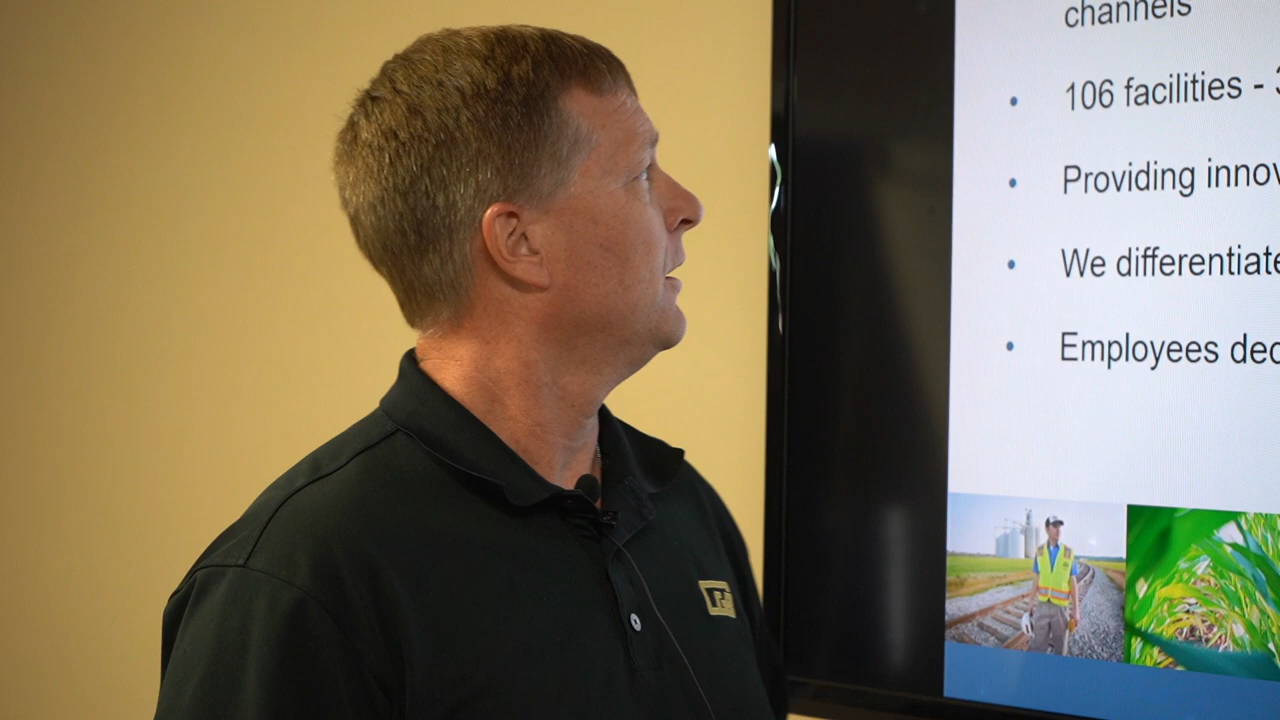 channels
• 106 facilities -
• Providing innov
• We differentiate
• Employees dec